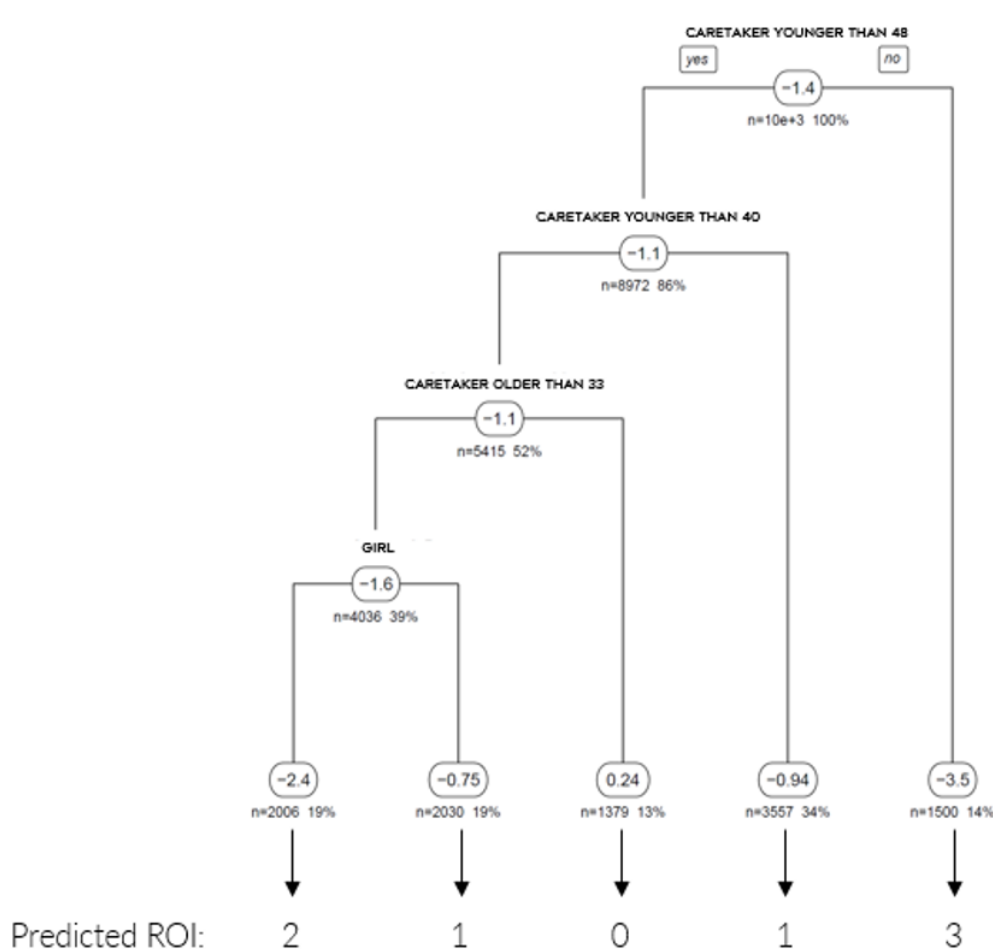 CARETAKER YOUNGER THAN 48
yes no
−1.4
n=10e+3 100%
CARETAKER YOUNGER THAN 40
−1.1
n=8972 86%
CARETAKER OLDER THAN 33
−1.1
n=5415 52%
GIRL
−1.6
n=4036 39%
−2.4 −0.75 0.24 −0.94 −3.5
n=2006 19% n=2030 19% n=1379 13% n=3557 34% n=1500 14%
Predicted ROI: 2 1 0 1 3